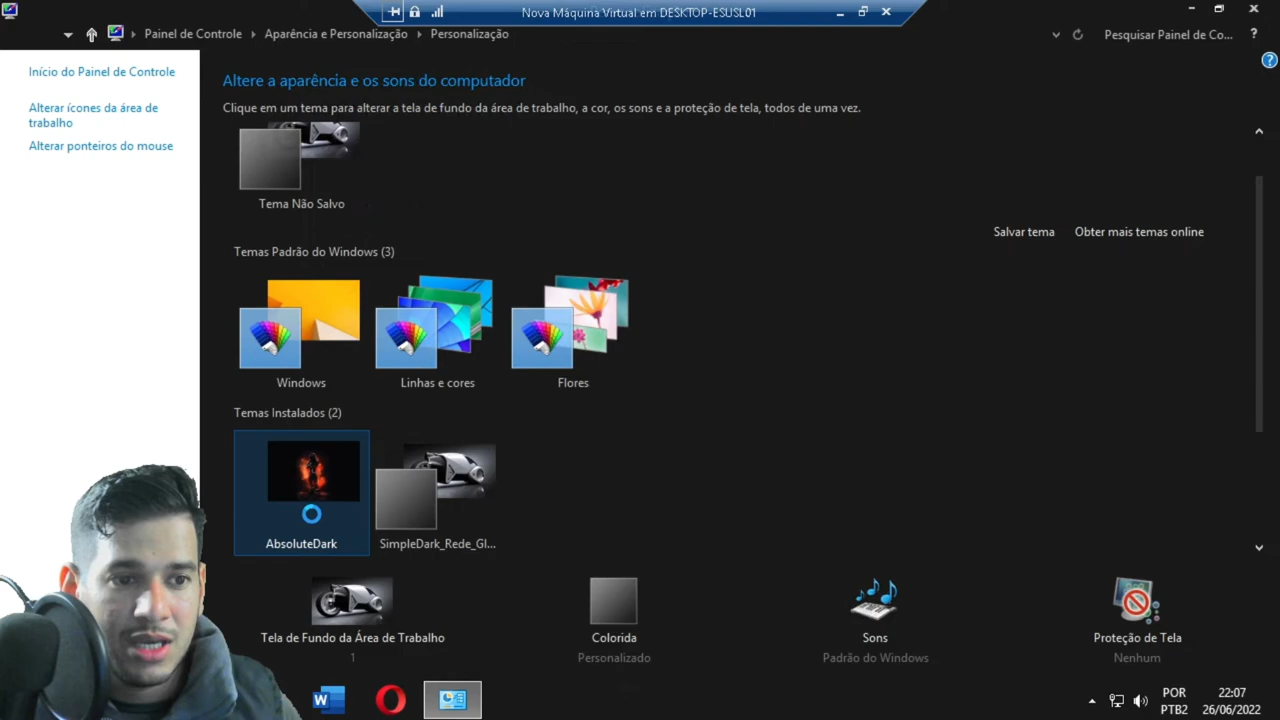 Nova Máquina Virtual em DESKTOP-ESUSL01
Painel de Controle
Aparência e Personalização
Personalização
Pesquisar Painel de Co...
?
?
Início do Painel de Controle
Alterar ícones da área de
trabalho
Alterar ponteiros do mouse
Altere a aparência e os sons do computador
Clique em um tema para alterar a tela de fundo da área de trabalho, a cor, os sons e a proteção de tela, todos de uma vez.
Tema Não Salvo
Salvar tema
Obter mais temas online
Temas Padrão do Windows (3)
Windows
Linhas e cores
Flores
Temas Instalados (2)
AbsoluteDark
SimpleDark_Rede_Gl...
Tela de Fundo da Área de Trabalho
1
Colorida
Personalizado
Sons
Padrão do Windows
Proteção de Tela
Nenhum
W
POR
PTB2
22:07
26/06/2022